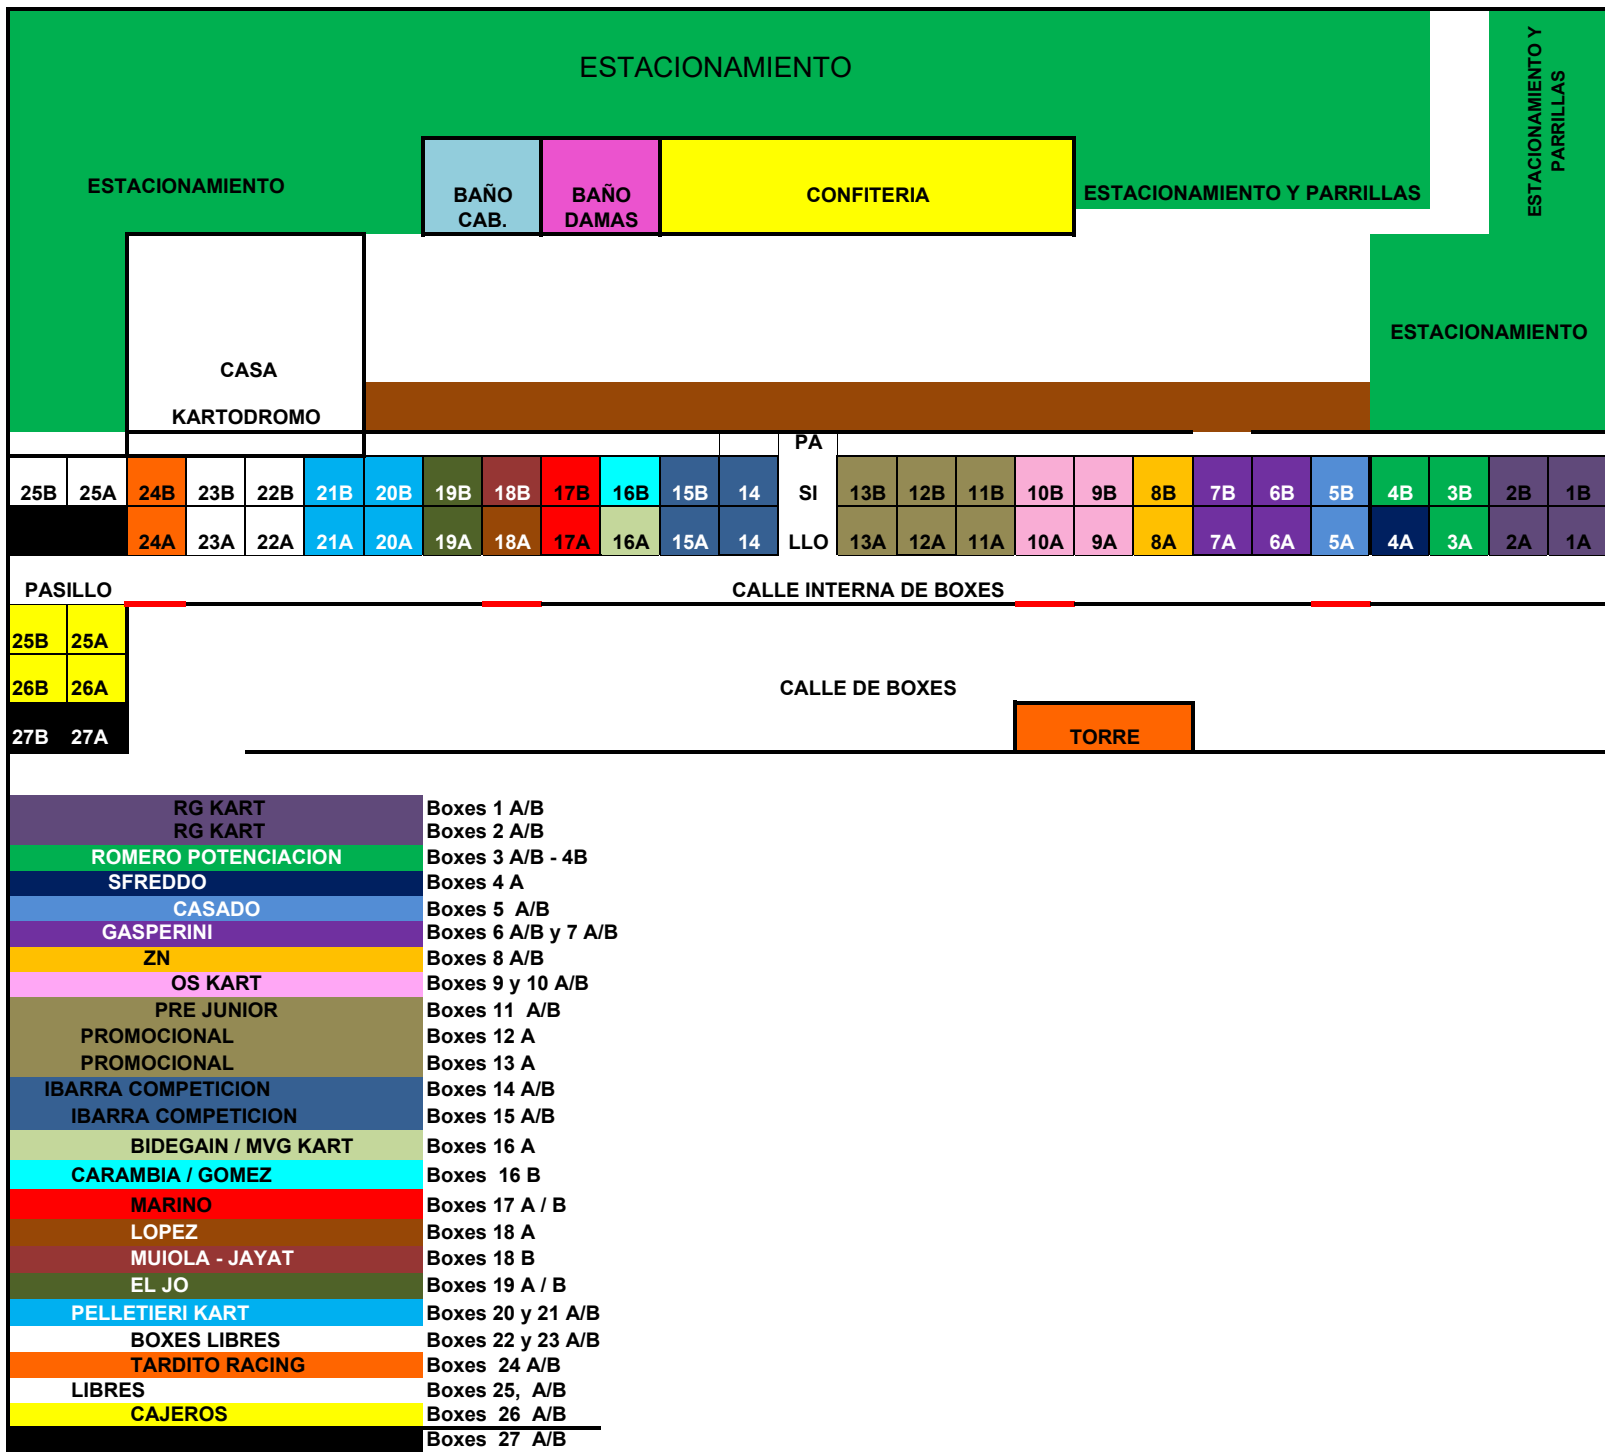 ESTACIONAMIENTO
ESTACIONAMIENTO Y
PARRILLAS
ESTACIONAMIENTO
BAÑO
CAB.
BAÑO
DAMAS
CONFITERIA
ESTACIONAMIENTO Y PARRILLAS
ESTACIONAMIENTO
CASA
KARTODROMO
PA
25B 25A 24B 23B 22B 21B 20B 19B 18B 17B 16B 15B 14 SI 13B 12B 11B 10B 9B 8B 7B 6B 5B 4B 3B 2B 1B
24A 23A 22A 21A 20A 19A 18A 17A 16A 15A 14 LLO 13A 12A 11A 10A 9A 8A 7A 6A 5A 4A 3A 2A 1A
PASILLO CALLE INTERNA DE BOXES
25B 25A
26B 26A
CALLE DE BOXES
27B 27A
TORRE
RG KART Boxes 1 A/B
RG KART Boxes 2 A/B
ROMERO POTENCIACION Boxes 3 A/B - 4B
SFREDDO Boxes 4 A
CASADO Boxes 5 A/B
GASPERINI Boxes 6 A/B y 7 A/B
ZN Boxes 8 A/B
OS KART Boxes 9 y 10 A/B
PRE JUNIOR Boxes 11 A/B
PROMOCIONAL Boxes 12 A
PROMOCIONAL Boxes 13 A
IBARRA COMPETICION Boxes 14 A/B
IBARRA COMPETICION Boxes 15 A/B
BIDEGAIN / MVG KART Boxes 16 A
CARAMBIA / GOMEZ Boxes 16 B
MARINO Boxes 17 A / B
LOPEZ Boxes 18 A
MUIOLA - JAYAT Boxes 18 B
EL JO Boxes 19 A / B
PELLETIERI KART Boxes 20 y 21 A/B
BOXES LIBRES Boxes 22 y 23 A/B
TARDITO RACING Boxes 24 A/B
LIBRES Boxes 25, A/B
CAJEROS Boxes 26 A/B
Boxes 27 A/B